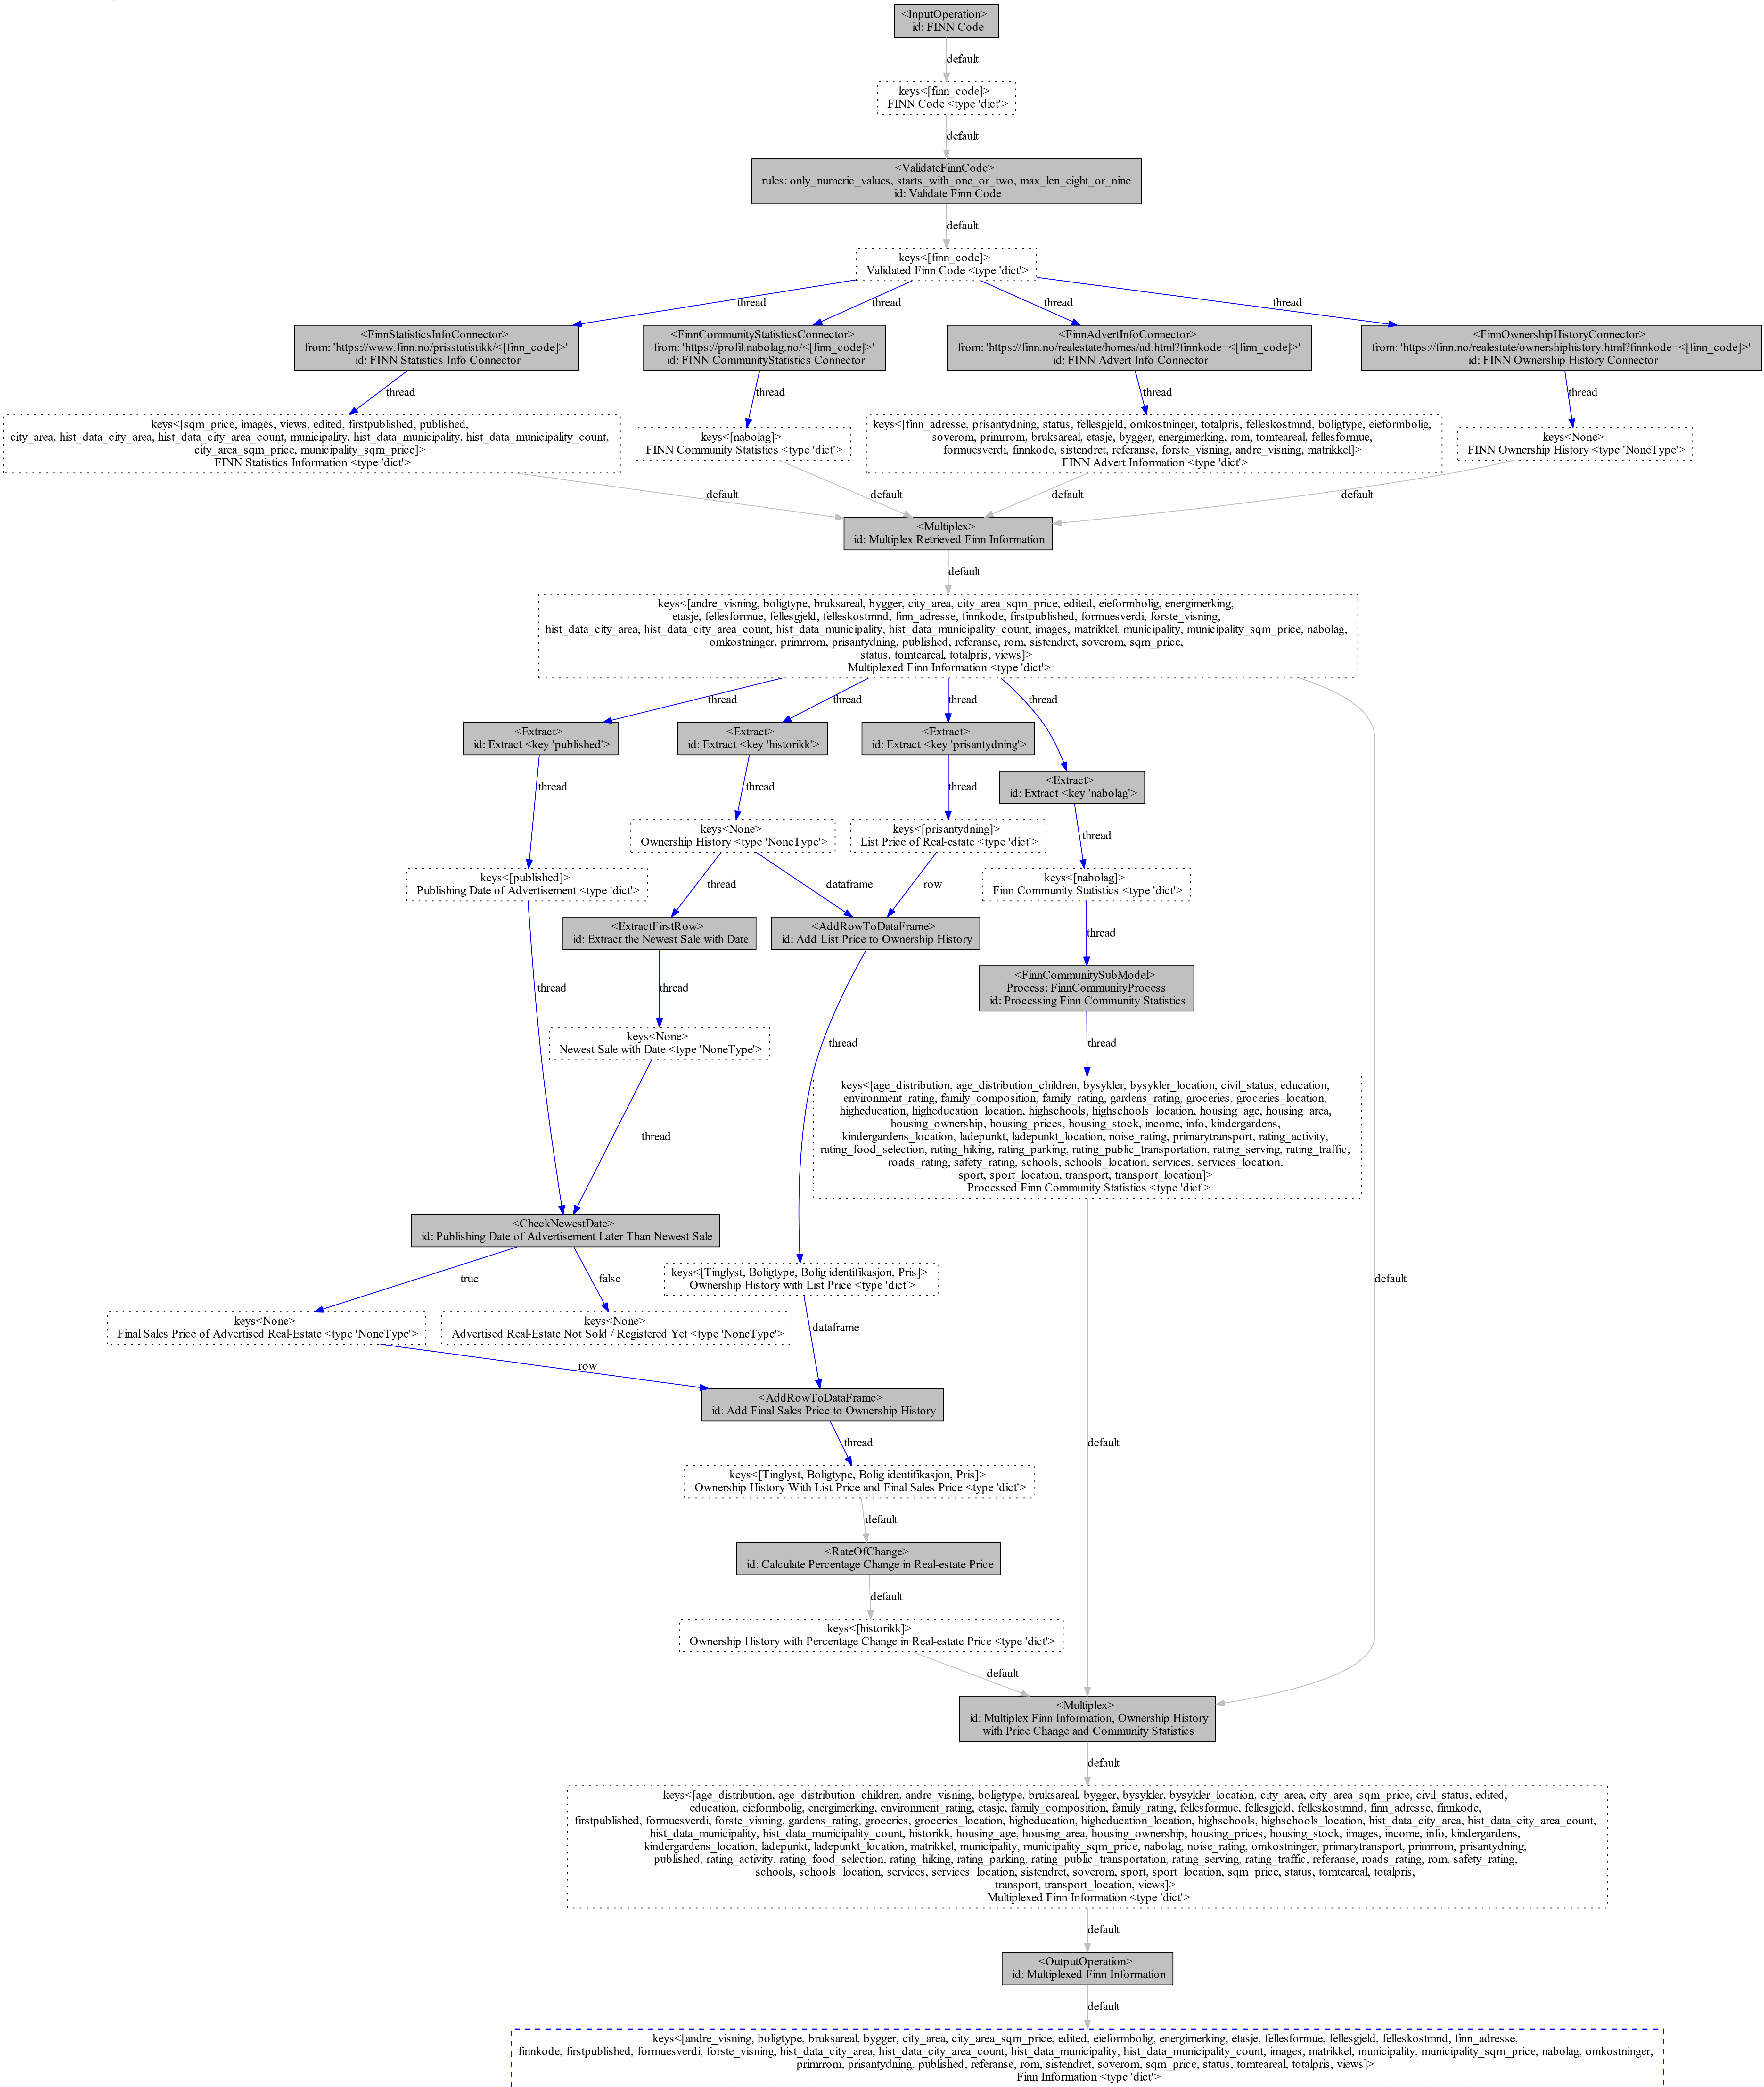 <InputOperation>
id: FINN Code
default
keys<[finn_code]>
FINN Code <type 'dict'>
default
<ValidateFinnCode>
rules: only_numeric_values, starts_with_one_or_two, max_len_eight_or_nine
id: Validate Finn Code
default
keys<[finn_code]>
Validated Finn Code <type 'dict'>
thread
thread
thread
thread
<FinnStatisticsInfoConnector>
from: 'https://www.finn.no/prisstatistikk/<[finn_code]>'
id: FINN Statistics Info Connector
<FinnCommunityStatisticsConnector>
from: 'https://profil.nabolag.no/<[finn_code]>'
id: FINN CommunityStatistics Connector
<FinnAdvertInfoConnector>
from: 'https://finn.no/realestate/homes/ad.html?finnkode=<[finn_code]>'
id: FINN Advert Info Connector
<FinnOwnershipHistoryConnector>
from: 'https://finn.no/realestate/ownershiphistory.html?finnkode=<[finn_code]>'
id: FINN Ownership History Connector
thread
thread
thread
thread
keys<[sqm_price, images, views, edited, firstpublished, published,
city_area, hist_data_city_area, hist_data_city_area_count, municipality, hist_data_municipality, hist_data_municipality_count,
city_area_sqm_price, municipality_sqm_price]>
FINN Statistics Information <type 'dict'>
keys<[nabolag]>
FINN Community Statistics <type 'dict'>
keys<[finn_adresse, prisantydning, status, fellesgjeld, omkostninger, totalpris, felleskostmnd, boligtype, eieformbolig,
soverom, primrrom, bruksareal, etasje, bygger, energimerking, rom, tomteareal, fellesformue,
formuesverdi, finnkode, sistendret, referanse, forste_visning, andre_visning, matrikkel]>
FINN Advert Information <type 'dict'>
keys<None>
FINN Ownership History <type 'NoneType'>
default
default
default
default
<Multiplex>
id: Multiplex Retrieved Finn Information
default
keys<[andre_visning, boligtype, bruksareal, bygger, city_area, city_area_sqm_price, edited, eieformbolig, energimerking,
etasje, fellesformue, fellesgjeld, felleskostmnd, finn_adresse, finnkode, firstpublished, formuesverdi, forste_visning,
hist_data_city_area, hist_data_city_area_count, hist_data_municipality, hist_data_municipality_count, images, matrikkel, municipality, municipality_sqm_price, nabolag,
omkostninger, primrrom, prisantydning, published, referanse, rom, sistendret, soverom, sqm_price,
status, tomteareal, totalpris, views]>
Multiplexed Finn Information <type 'dict'>
thread
thread
thread
thread
<Extract>
id: Extract <key 'published'>
<Extract>
id: Extract <key 'historikk'>
<Extract>
id: Extract <key 'prisantydning'>
<Extract>
id: Extract <key 'nabolag'>
thread
thread
thread
thread
keys<None>
Ownership History <type 'NoneType'>
keys<[prisantydning]>
List Price of Real-estate <type 'dict'>
keys<[published]>
Publishing Date of Advertisement <type 'dict'>
keys<[nabolag]>
Finn Community Statistics <type 'dict'>
thread
dataframe
row
<ExtractFirstRow>
id: Extract the Newest Sale with Date
<AddRowToDataFrame>
id: Add List Price to Ownership History
thread
<FinnCommunitySubModel>
Process: FinnCommunityProcess
id: Processing Finn Community Statistics
thread
thread
keys<None>
Newest Sale with Date <type 'NoneType'>
thread
thread
keys<[age_distribution, age_distribution_children, bysykler, bysykler_location, civil_status, education,
environment_rating, family_composition, family_rating, gardens_rating, groceries, groceries_location,
higheducation, higheducation_location, highschools, highschools_location, housing_age, housing_area,
housing_ownership, housing_prices, housing_stock, income, info, kindergardens,
kindergardens_location, ladepunkt, ladepunkt_location, noise_rating, primarytransport, rating_activity,
rating_food_selection, rating_hiking, rating_parking, rating_public_transportation, rating_serving, rating_traffic,
roads_rating, safety_rating, schools, schools_location, services, services_location,
sport, sport_location, transport, transport_location]>
Processed Finn Community Statistics <type 'dict'>
thread
<CheckNewestDate>
id: Publishing Date of Advertisement Later Than Newest Sale
true
false
keys<[Tinglyst, Boligtype, Bolig identifikasjon, Pris]>
Ownership History with List Price <type 'dict'>
default
keys<None>
Final Sales Price of Advertised Real-Estate <type 'NoneType'>
keys<None>
Advertised Real-Estate Not Sold / Registered Yet <type 'NoneType'>
dataframe
row
<AddRowToDataFrame>
id: Add Final Sales Price to Ownership History
thread
default
keys<[Tinglyst, Boligtype, Bolig identifikasjon, Pris]>
Ownership History With List Price and Final Sales Price <type 'dict'>
default
<RateOfChange>
id: Calculate Percentage Change in Real-estate Price
default
keys<[historikk]>
Ownership History with Percentage Change in Real-estate Price <type 'dict'>
default
<Multiplex>
id: Multiplex Finn Information, Ownership History
with Price Change and Community Statistics
default
keys<[age_distribution, age_distribution_children, andre_visning, boligtype, bruksareal, bygger, bysykler, bysykler_location, city_area, city_area_sqm_price, civil_status, edited,
education, eieformbolig, energimerking, environment_rating, etasje, family_composition, family_rating, fellesformue, fellesgjeld, felleskostmnd, finn_adresse, finnkode,
firstpublished, formuesverdi, forste_visning, gardens_rating, groceries, groceries_location, higheducation, higheducation_location, highschools, highschools_location, hist_data_city_area, hist_data_city_area_count,
hist_data_municipality, hist_data_municipality_count, historikk, housing_age, housing_area, housing_ownership, housing_prices, housing_stock, images, income, info, kindergardens,
kindergardens_location, ladepunkt, ladepunkt_location, matrikkel, municipality, municipality_sqm_price, nabolag, noise_rating, omkostninger, primarytransport, primrrom, prisantydning,
published, rating_activity, rating_food_selection, rating_hiking, rating_parking, rating_public_transportation, rating_serving, rating_traffic, referanse, roads_rating, rom, safety_rating,
schools, schools_location, services, services_location, sistendret, soverom, sport, sport_location, sqm_price, status, tomteareal, totalpris,
transport, transport_location, views]>
Multiplexed Finn Information <type 'dict'>
default
<OutputOperation>
id: Multiplexed Finn Information
default
keys<[andre_visning, boligtype, bruksareal, bygger, city_area, city_area_sqm_price, edited, eieformbolig, energimerking, etasje, fellesformue, fellesgjeld, felleskostmnd, finn_adresse,
finnkode, firstpublished, formuesverdi, forste_visning, hist_data_city_area, hist_data_city_area_count, hist_data_municipality, hist_data_municipality_count, images, matrikkel, municipality, municipality_sqm_price, nabolag, omkostninger,
primrrom, prisantydning, published, referanse, rom, sistendret, soverom, sqm_price, status, tomteareal, totalpris, views]>
Finn Information <type 'dict'>